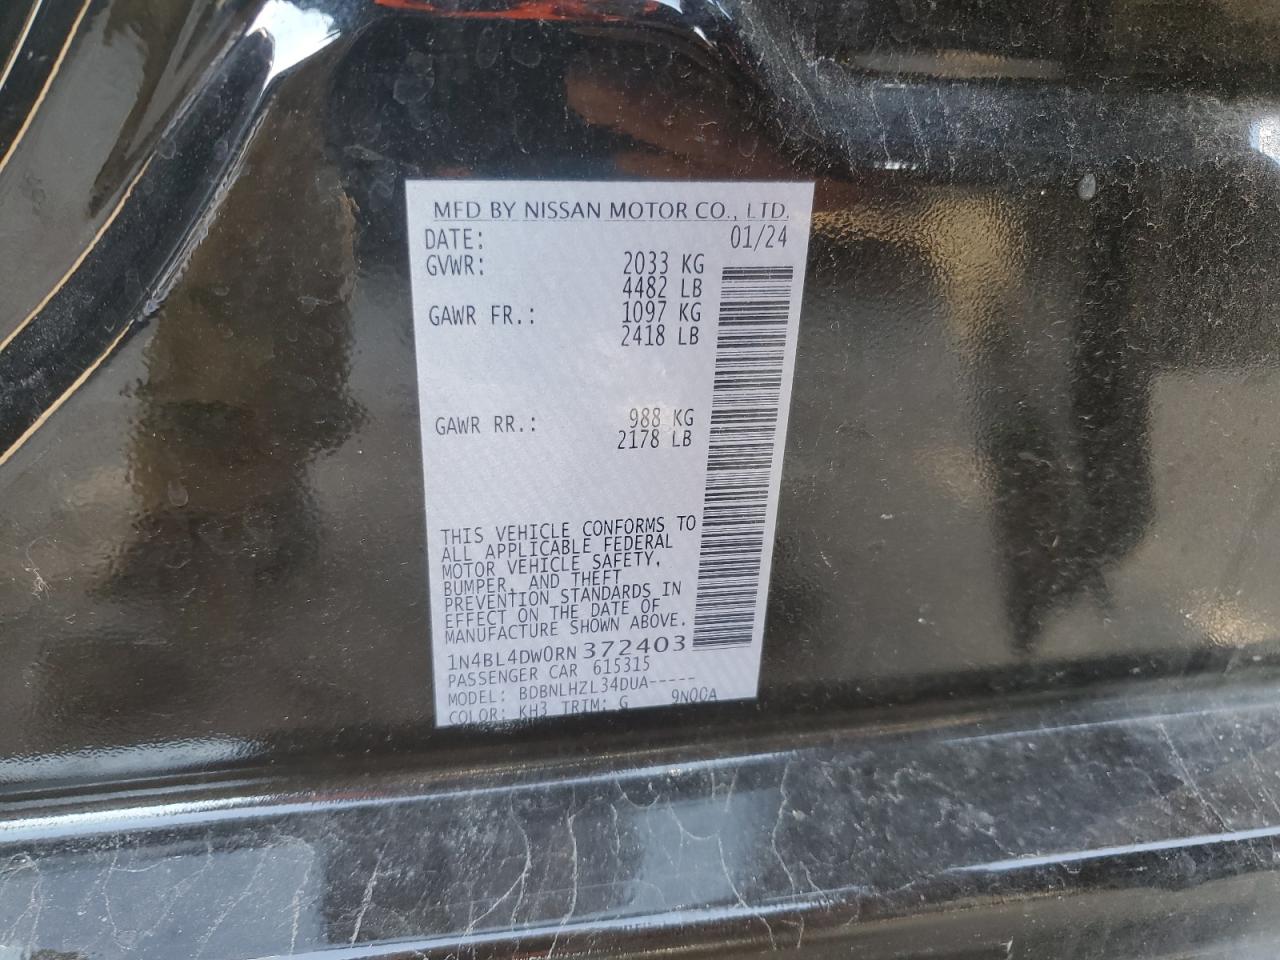 MFD BY NISSAN MOTOR CO., LTD.
DATE: 01/24
GVWR: 2033 KG
4482 LB
GAWR FR.: 1097 KG
2418 LB
GAWR RR.: 988 KG
2178 LB
THIS VEHICLE CONFORMS TO
ALL APPLICABLE FEDERAL
MOTOR VEHICLE SAFETY,
BUMPER, AND THEFT
PREVENTION STANDARDS IN
EFFECT ON THE DATE OF
MANUFACTURE SHOWN ABOVE.
1N4BL4DW0RN372403
PASSENGER CAR 615315
MODEL: BDBNLHZL34DUA-----
COLOR: KH3 TRIM: G